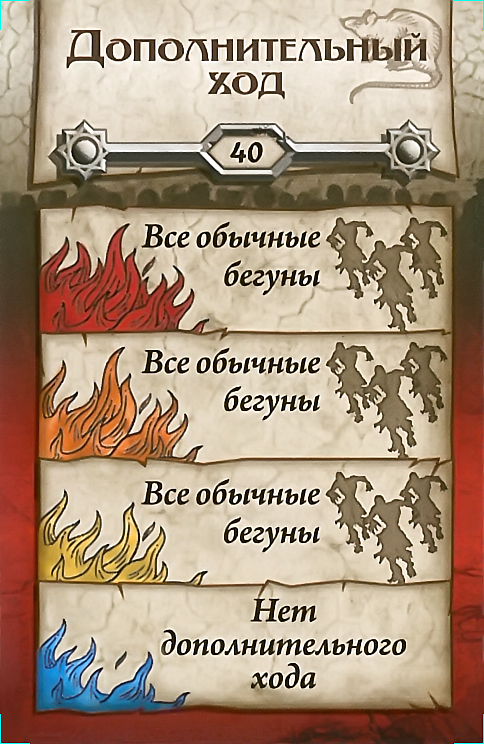 Дополнительный
ход
40
Все обычные
бегуны
Все обычные
бегуны
Все обычные
бегуны
Нет
дополнительного
хода